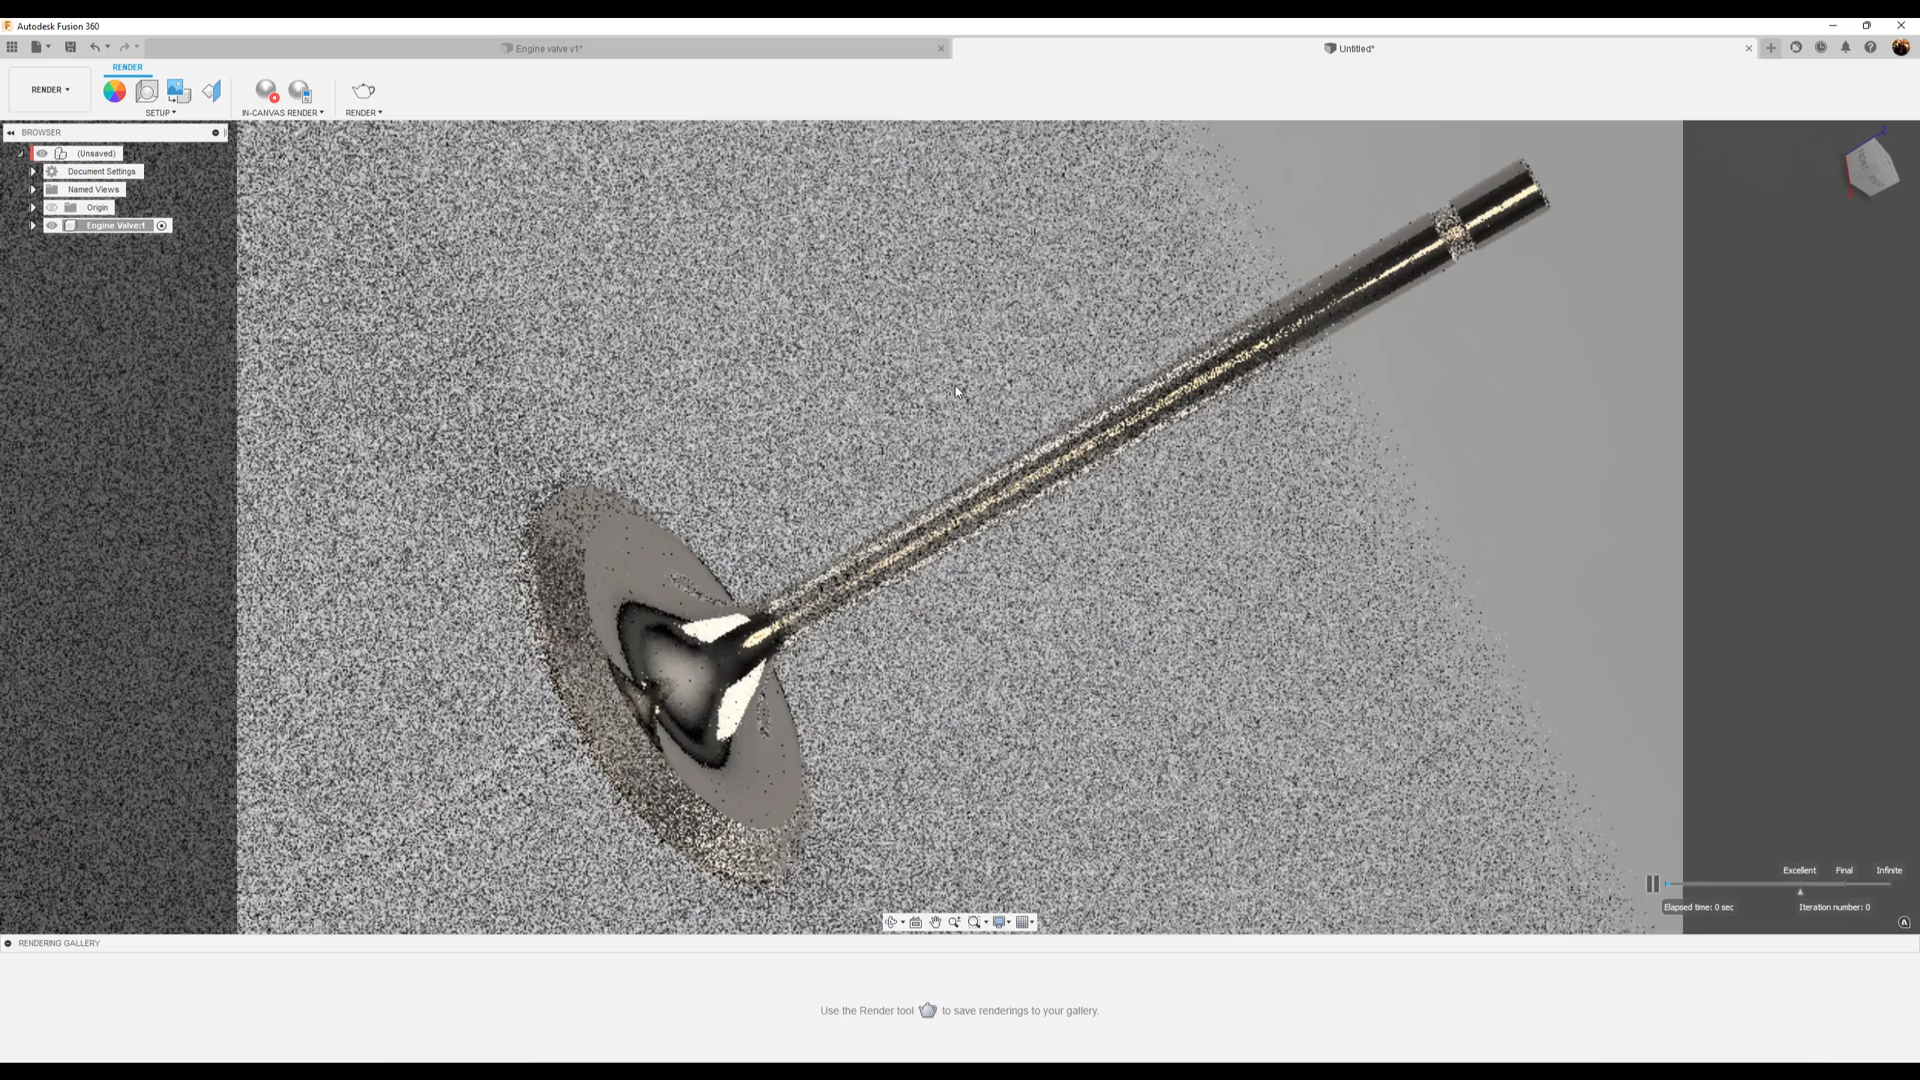 Autodesk Fusion 360
Engine valve v1*
Untitled*
RENDER
RENDER
SETUP
IN-CANVAS RENDER
RENDER
BROWSER
(Unsaved)
Document Settings
Named Views
Origin
Engine Valve:1
Z
Excellent Final Infinite
Elapsed time: 0 sec Iteration number: 0
RENDERING GALLERY
Use the Render tool to save renderings to your gallery.